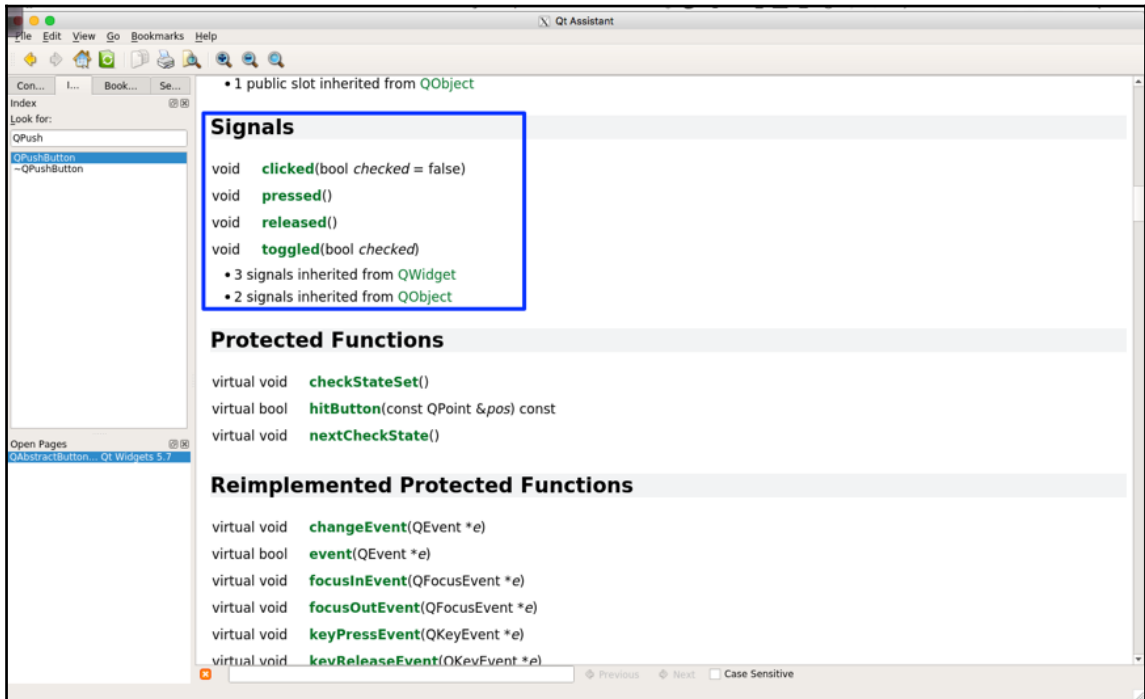 Qt Assistant
File Edit View Go Bookmarks Help
Con... I... Book... Se...
Index
Look for:
QPush
QPushButton
~QPushButton
Open Pages
QAbstractButton... Qt Widgets 5.7
• 1 public slot inherited from QObject
Signals
void clicked(bool checked = false)
void pressed()
void released()
void toggled(bool checked)
• 3 signals inherited from QWidget
• 2 signals inherited from QObject
Protected Functions
virtual void checkStateSet()
virtual bool hitButton(const QPoint &pos) const
virtual void nextCheckState()
Reimplemented Protected Functions
virtual void changeEvent(QEvent *e)
virtual bool event(QEvent *e)
virtual void focusInEvent(QFocusEvent *e)
virtual void focusOutEvent(QFocusEvent *e)
virtual void keyPressEvent(QKeyEvent *e)
virtual void keyReleaseEvent(QKeyEvent *e)
Previous Next Case Sensitive